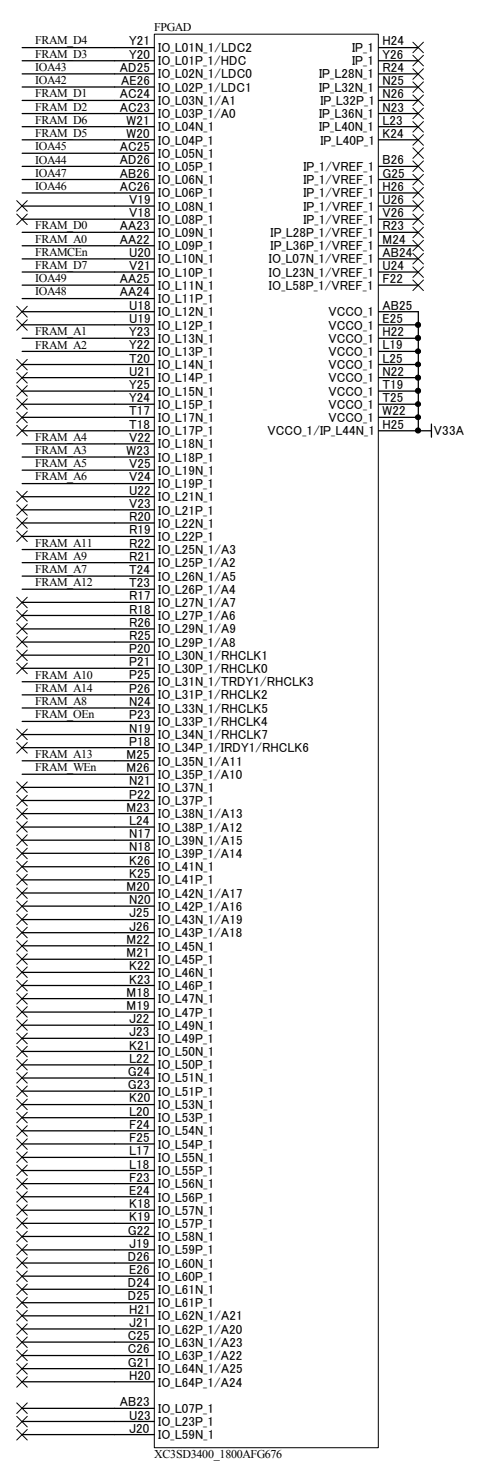 FPGAD
FRAM_D4 Y21 IO_L01N_1/LDC2
FRAM_D3 Y20 IO_L01P_1/HDC
IOA43 AD25 IO_L02N_1/LDC0
IOA42 AE26 IO_L02P_1/LDC1
FRAM_D1 AC24 IO_L03N_1/A1
FRAM_D2 AC23 IO_L03P_1/A0
FRAM_D6 W21 IO_L04N_1
FRAM_D5 W20 IO_L04P_1
IOA45 AC25 IO_L05N_1
IOA44 AD26 IO_L05P_1
IOA47 AB26 IO_L06N_1
IOA46 AC26 IO_L06P_1
V19 IO_L08N_1
V18 IO_L08P_1
FRAM_D0 AA23 IO_L09N_1
FRAM_A0 AA22 IO_L09P_1
FRAMCEn U20 IO_L10N_1
FRAM_D7 V21 IO_L10P_1
IOA49 AA25 IO_L11N_1
IOA48 AA24 IO_L11P_1
U18 IO_L12N_1
U19 IO_L12P_1
FRAM_A1 Y23 IO_L13N_1
FRAM_A2 Y22 IO_L13P_1
T20 IO_L14N_1
U21 IO_L14P_1
Y25 IO_L15N_1
Y24 IO_L15P_1
T17 IO_L17N_1
T18 IO_L17P_1
FRAM_A4 V22 IO_L18N_1
FRAM_A3 W23 IO_L18P_1
FRAM_A5 V25 IO_L19N_1
FRAM_A6 V24 IO_L19P_1
U22 IO_L21N_1
V23 IO_L21P_1
R20 IO_L22N_1
R19 IO_L22P_1
FRAM_A11 R22 IO_L25N_1/A3
FRAM_A9 R21 IO_L25P_1/A2
FRAM_A7 T24 IO_L26N_1/A5
FRAM_A12 T23 IO_L26P_1/A4
R17 IO_L27N_1/A7
R18 IO_L27P_1/A6
R26 IO_L29N_1/A9
R25 IO_L29P_1/A8
P20 IO_L30N_1/RHCLK1
P21 IO_L30P_1/RHCLK0
FRAM_A10 P25 IO_L31N_1/TRDY1/RHCLK3
FRAM_A14 P26 IO_L31P_1/RHCLK2
FRAM_A8 N24 IO_L33N_1/RHCLK5
FRAM_OEn P23 IO_L33P_1/RHCLK4
N19 IO_L34N_1/RHCLK7
P18 IO_L34P_1/IRDY1/RHCLK6
FRAM_A13 M25 IO_L35N_1/A11
FRAM_WEn M26 IO_L35P_1/A10
N21 IO_L37N_1
P22 IO_L37P_1
M23 IO_L38N_1/A13
L24 IO_L38P_1/A12
N17 IO_L39N_1/A15
N18 IO_L39P_1/A14
K26 IO_L41N_1
K25 IO_L41P_1
M20 IO_L42N_1/A17
N20 IO_L42P_1/A16
J25 IO_L43N_1/A19
J26 IO_L43P_1/A18
M22 IO_L45N_1
M21 IO_L45P_1
K22 IO_L46N_1
K23 IO_L46P_1
M18 IO_L47N_1
M19 IO_L47P_1
J22 IO_L49N_1
J23 IO_L49P_1
K21 IO_L50N_1
L22 IO_L50P_1
G24 IO_L51N_1
G23 IO_L51P_1
K20 IO_L53N_1
L20 IO_L53P_1
F24 IO_L54N_1
F25 IO_L54P_1
L17 IO_L55N_1
L18 IO_L55P_1
F23 IO_L56N_1
E24 IO_L56P_1
K18 IO_L57N_1
K19 IO_L57P_1
G22 IO_L58N_1
J19 IO_L59P_1
D26 IO_L60N_1
E26 IO_L60P_1
D24 IO_L61N_1
D25 IO_L61P_1
H21 IO_L62N_1/A21
J21 IO_L62P_1/A20
C25 IO_L63N_1/A23
C26 IO_L63P_1/A22
G21 IO_L64N_1/A25
H20 IO_L64P_1/A24
AB23 IO_L07P_1
U23 IO_L23P_1
J20 IO_L59N_1
IP_1 H24
IP_1 Y26
IP_L28N_1 R24
IP_L32N_1 N25
IP_L32P_1 N26
IP_L36N_1 N23
IP_L40N_1 L23
IP_L40P_1 K24
IP_1/VREF_1 B26
IP_1/VREF_1 G25
IP_1/VREF_1 H26
IP_1/VREF_1 U26
IP_1/VREF_1 V26
IP_L28P_1/VREF_1 R23
IP_L36P_1/VREF_1 M24
IO_L07N_1/VREF_1 AB24
IO_L23N_1/VREF_1 U24
IO_L58P_1/VREF_1 F22
VCCO_1 AB25
VCCO_1 E25
VCCO_1 H22
VCCO_1 L19
VCCO_1 L25
VCCO_1 N22
VCCO_1 T19
VCCO_1 T25
VCCO_1 W22
VCCO_1/IP_L44N_1 H25 V33A
XC3SD3400_1800AFG676